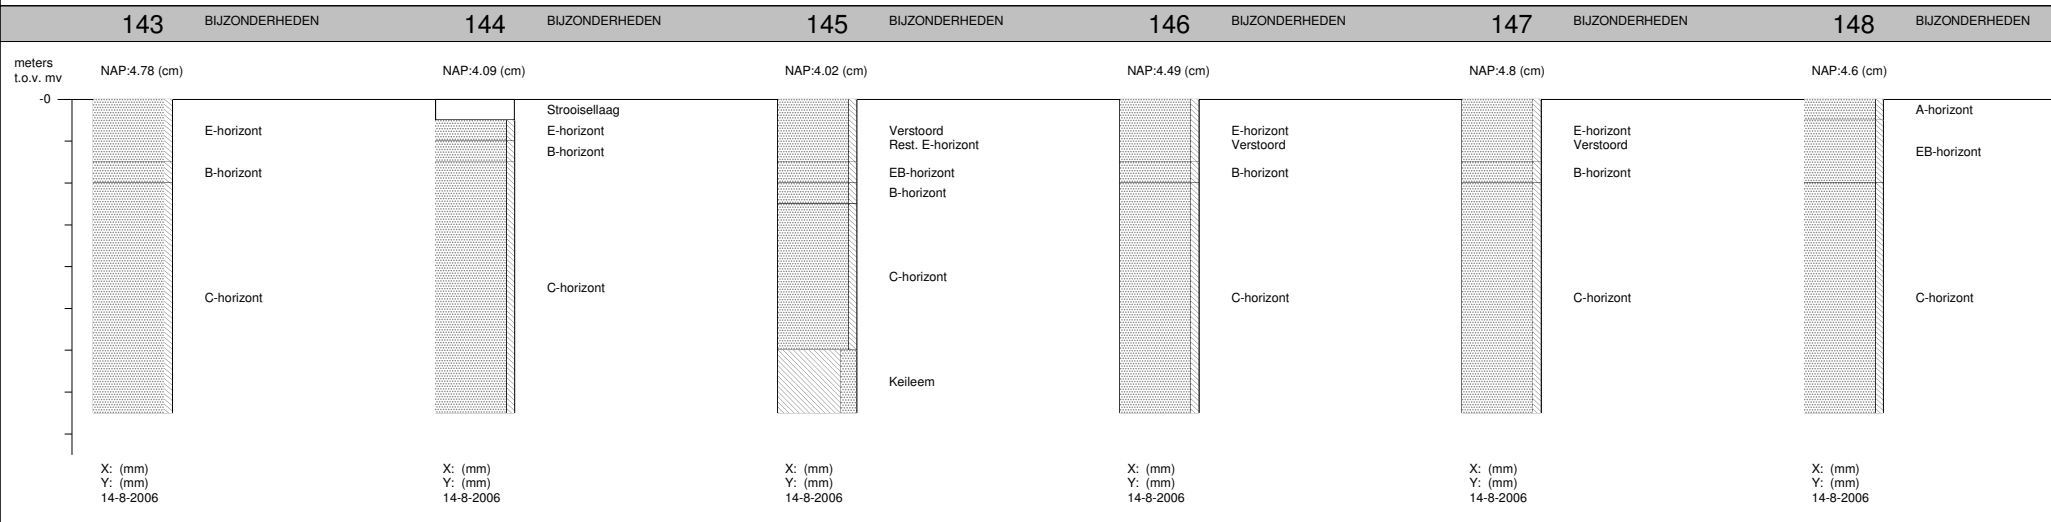 143 BIJZONDERHEDEN 144 BIJZONDERHEDEN 145 BIJZONDERHEDEN 146 BIJZONDERHEDEN 147 BIJZONDERHEDEN 148 BIJZONDERHEDEN
meters
t.o.v. mv
NAP:4.78 (cm) NAP:4.09 (cm) NAP:4.02 (cm) NAP:4.49 (cm) NAP:4.8 (cm) NAP:4.6 (cm)
-0
E-horizont
B-horizont
C-horizont
Strooisellaag
E-horizont
B-horizont
C-horizont
Verstoord
Rest. E-horizont
EB-horizont
B-horizont
C-horizont
Keileem
E-horizont
Verstoord
B-horizont
C-horizont
E-horizont
Verstoord
B-horizont
C-horizont
A-horizont
EB-horizont
C-horizont
X: (mm) X: (mm) X: (mm) X: (mm) X: (mm) X: (mm)
Y: (mm) Y: (mm) Y: (mm) Y: (mm) Y: (mm) Y: (mm)
14-8-2006 14-8-2006 14-8-2006 14-8-2006 14-8-2006 14-8-2006